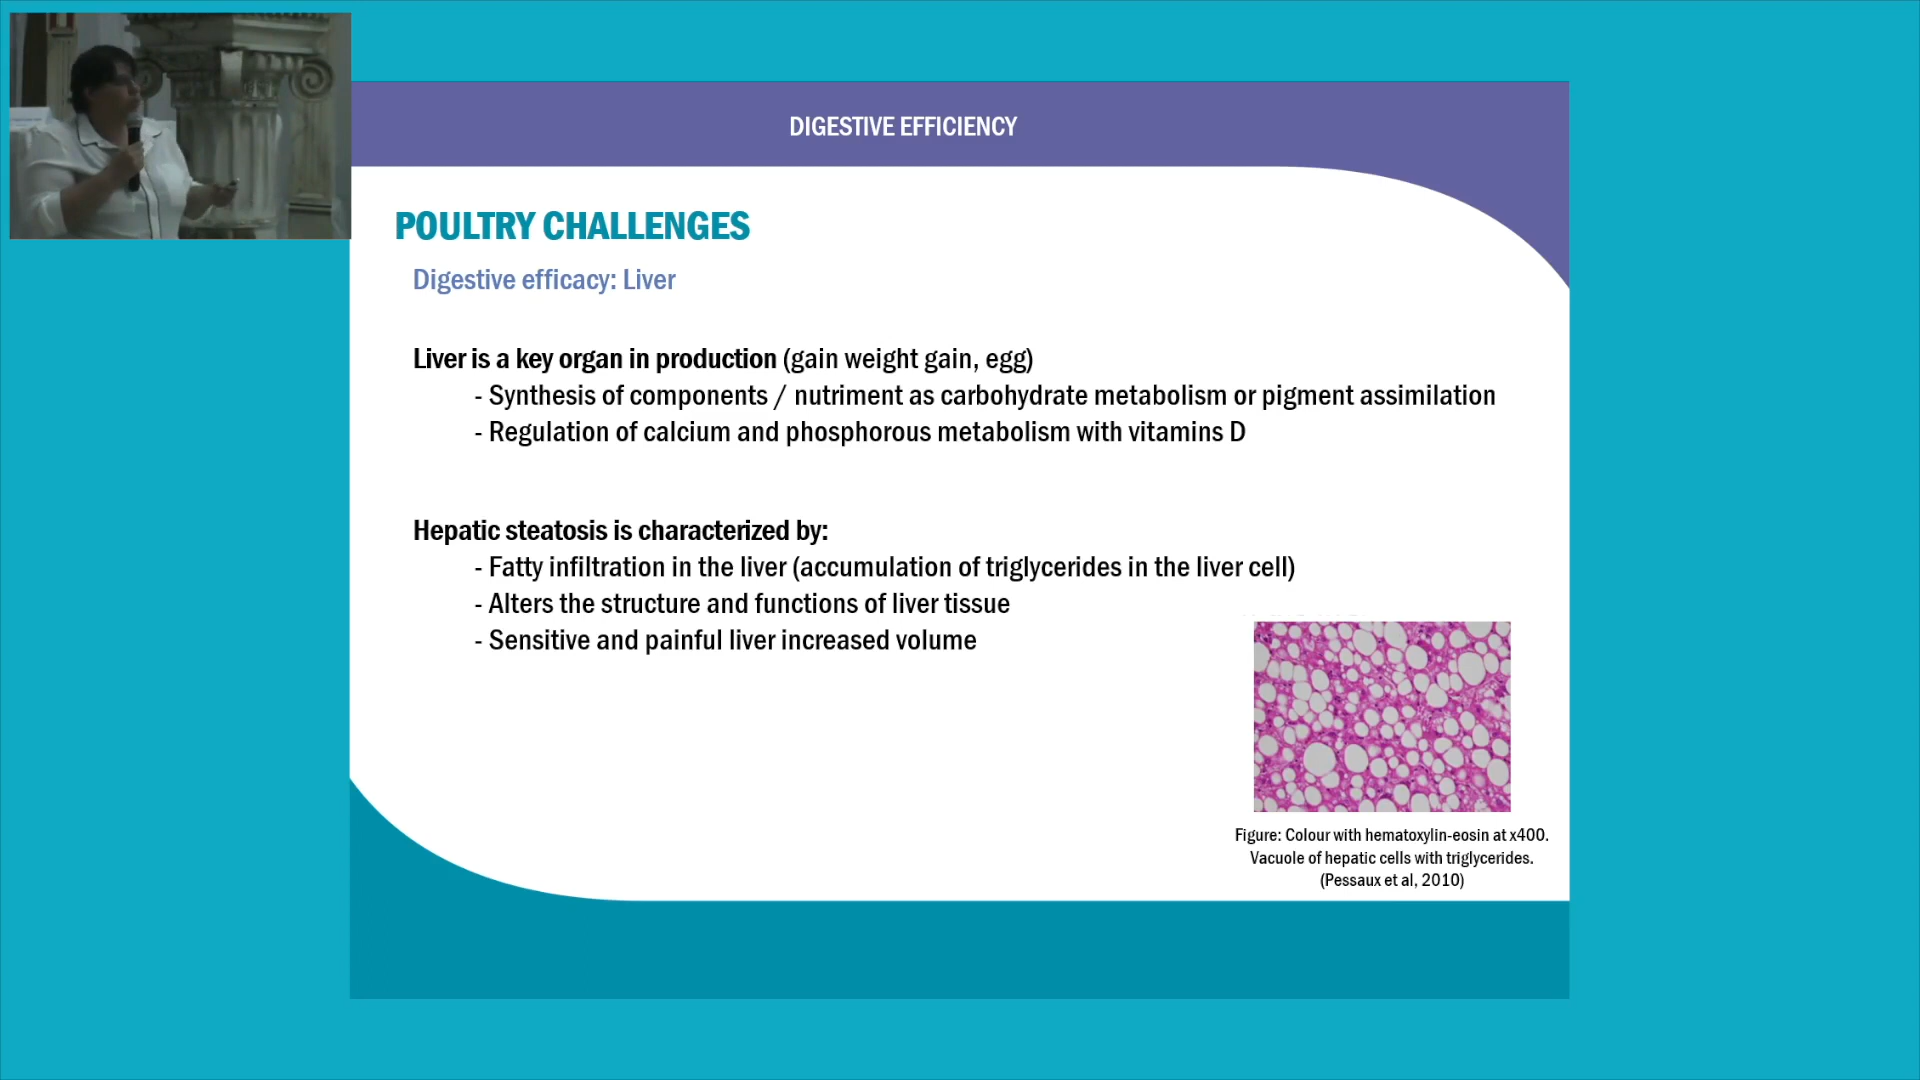 DIGESTIVE EFFICIENCY
POULTRY CHALLENGES
Digestive efficacy: Liver
Liver is a key organ in production (gain weight gain, egg)
- Synthesis of components / nutriment as carbohydrate metabolism or pigment assimilation
- Regulation of calcium and phosphorous metabolism with vitamins D
Hepatic steatosis is characterized by:
- Fatty infiltration in the liver (accumulation of triglycerides in the liver cell)
- Alters the structure and functions of liver tissue
- Sensitive and painful liver increased volume
Figure: Colour with hematoxylin-eosin at x400.
Vacuole of hepatic cells with triglycerides.
(Pessaux et al, 2010)